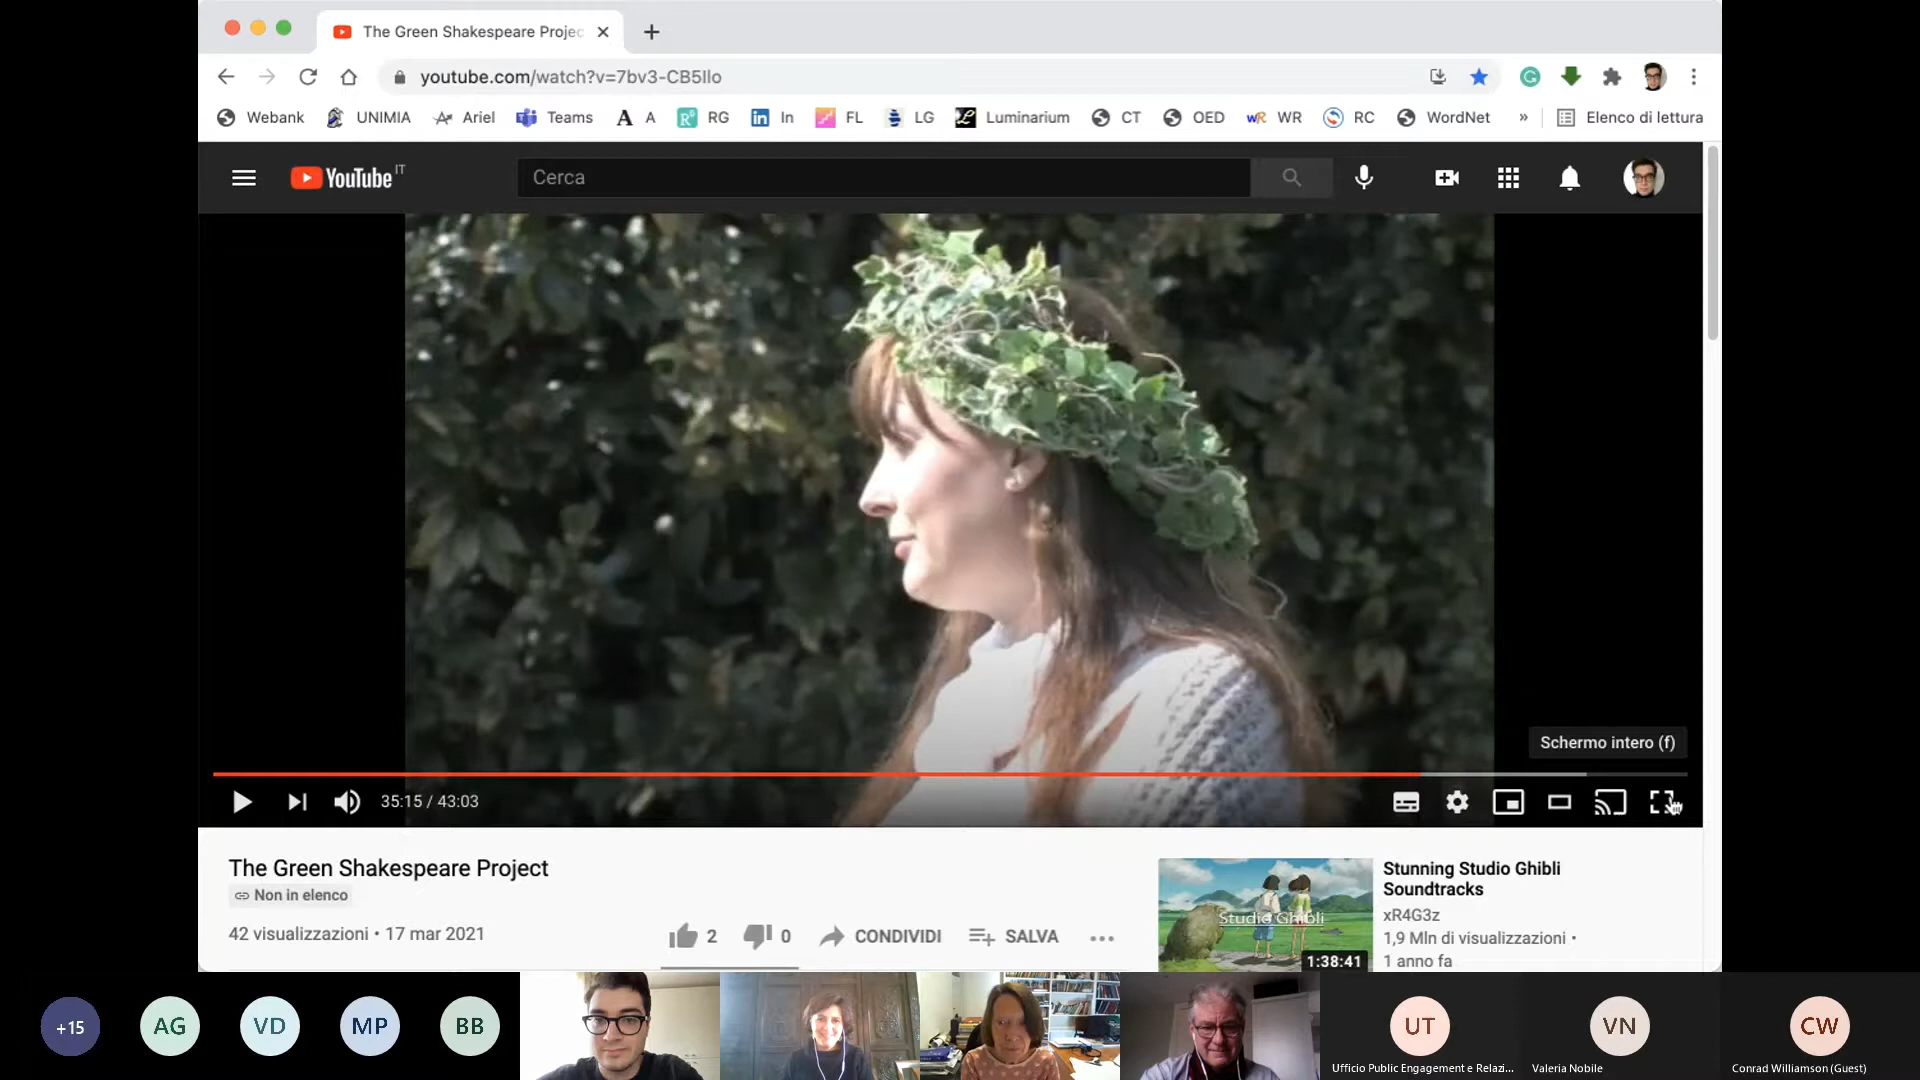 The Green Shakespeare Projec
youtube.com/watch?v=7bv3-CB5Ilo
Webank UNIMIA Ariel Teams A A RG in In FL LG Luminarium CT OED WR WR RC WordNet » Elenco di lettura
YouTube IT
Cerca
Schermo intero (f)
35:15 / 43:03
The Green Shakespeare Project
Non in elenco
42 visualizzazioni • 17 mar 2021
2 0 CONDIVIDI SALVA
Studio Ghibli
1:38:41
Stunning Studio Ghibli
Soundtracks
xR4G3z
1,9 Mln di visualizzazioni •
1 anno fa
+15 AG VD MP BB UT VN CW
Ufficio Public Engagement e Relazi... Valeria Nobile Conrad Williamson (Guest)